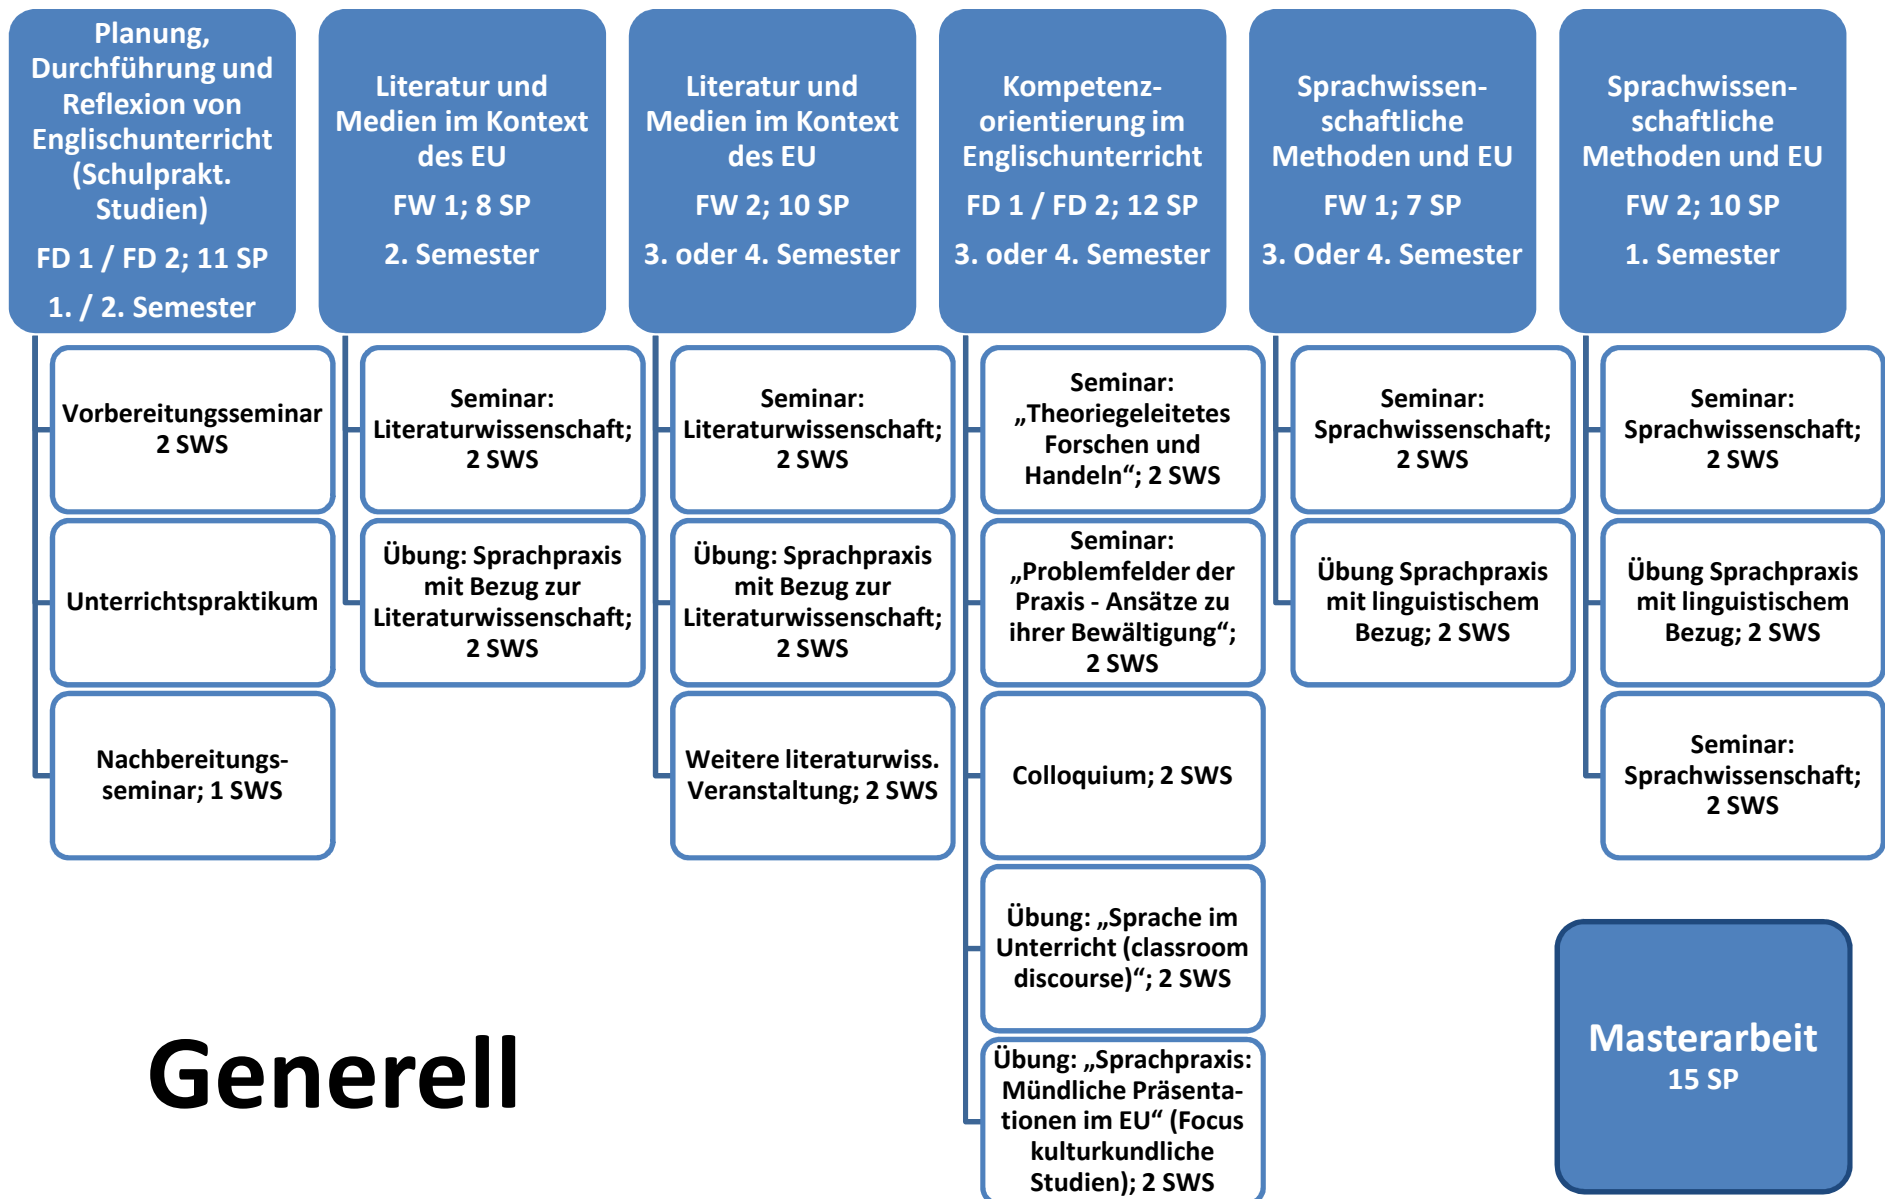 Planung,
Durchführung und
Reflexion von
Englischunterricht
(Schulprakt.
Studien)
FD 1 / FD 2; 11 SP
1. / 2. Semester
Vorbereitungsseminar
2 SWS
Unterrichtspraktikum
Nachbereitungs-
seminar; 1 SWS
Literatur und
Medien im Kontext
des EU
FW 1; 8 SP
2. Semester
Seminar:
Literaturwissenschaft;
2 SWS
Übung: Sprachpraxis
mit Bezug zur
Literaturwissenschaft;
2 SWS
Literatur und
Medien im Kontext
des EU
FW 2; 10 SP
3. oder 4. Semester
Seminar:
Literaturwissenschaft;
2 SWS
Übung: Sprachpraxis
mit Bezug zur
Literaturwissenschaft;
2 SWS
Weitere literaturwiss.
Veranstaltung; 2 SWS
Kompetenz-
orientierung im
Englischunterricht
FD 1 / FD 2; 12 SP
3. oder 4. Semester
Seminar:
„Theoriegeleitetes
Forschen und
Handeln“; 2 SWS
Seminar:
„Problemfelder der
Praxis - Ansätze zu
ihrer Bewältigung“;
2 SWS
Colloquium; 2 SWS
Übung: „Sprache im
Unterricht (classroom
discourse)“; 2 SWS
Übung: „Sprachpraxis:
Mündliche Präsenta-
tionen im EU“ (Focus
kulturkundliche
Studien); 2 SWS
Sprachwissen-
schaftliche
Methoden und EU
FW 1; 7 SP
3. Oder 4. Semester
Seminar:
Sprachwissenschaft;
2 SWS
Übung Sprachpraxis
mit linguistischem
Bezug; 2 SWS
Sprachwissen-
schaftliche
Methoden und EU
FW 2; 10 SP
1. Semester
Seminar:
Sprachwissenschaft;
2 SWS
Übung Sprachpraxis
mit linguistischem
Bezug; 2 SWS
Seminar:
Sprachwissenschaft;
2 SWS
Generell
Masterarbeit
15 SP